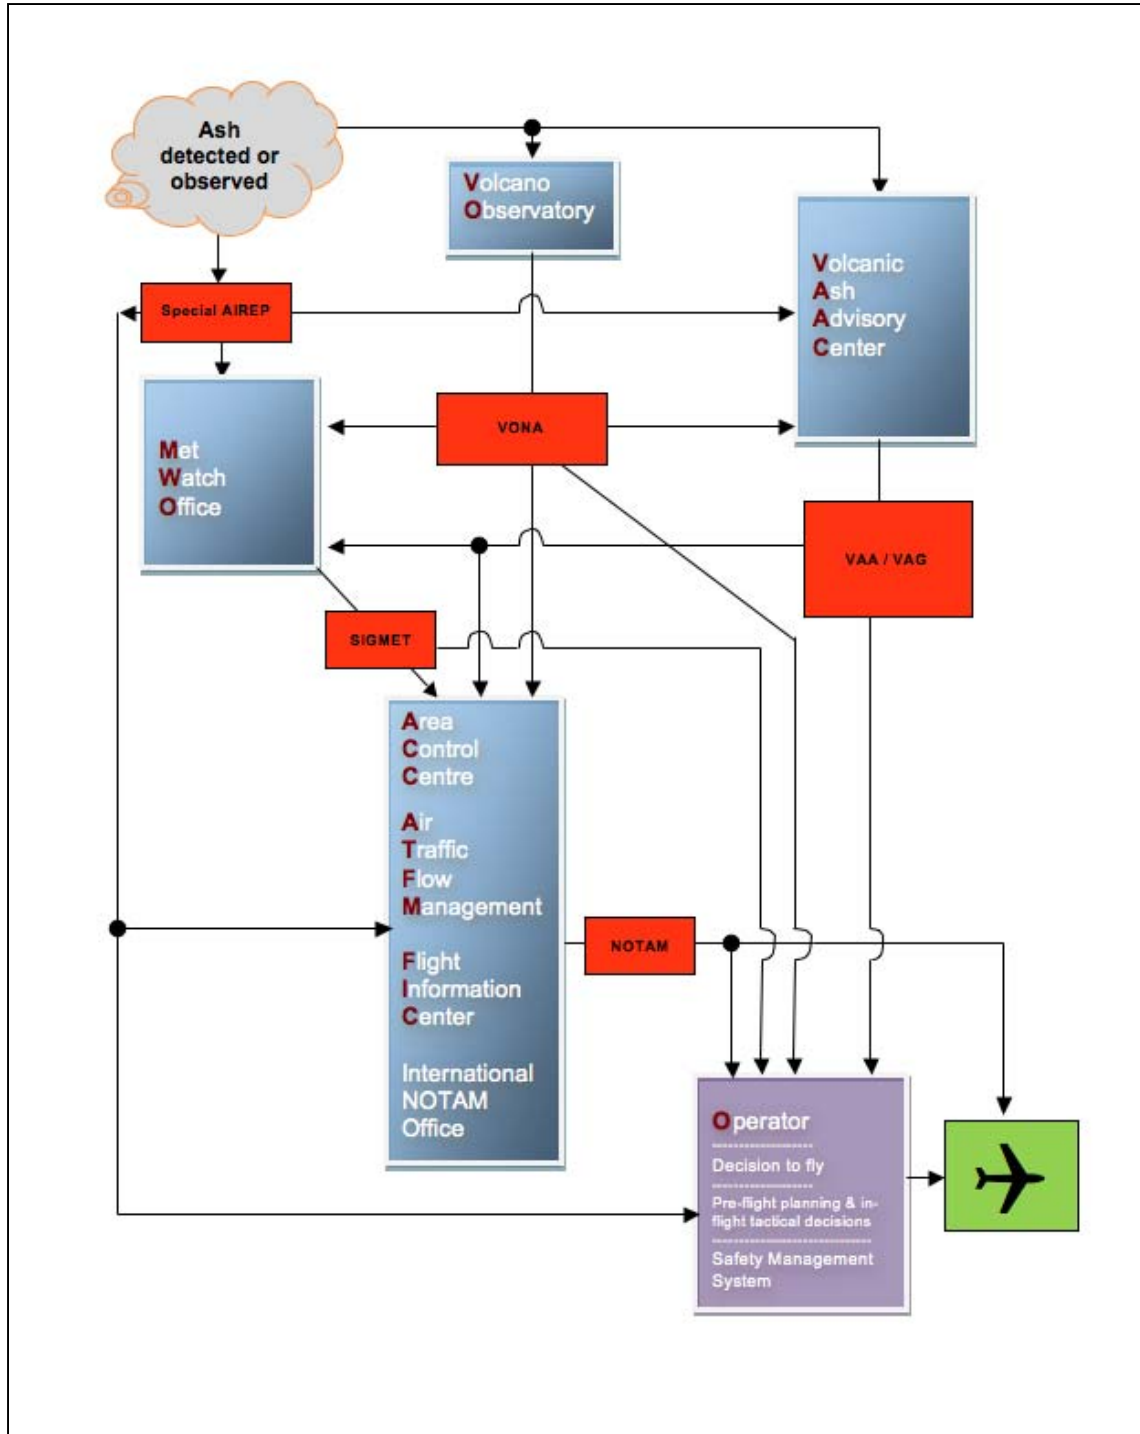 Ash
detected or
observed
Volcano
Observatory
Volcanic
Ash
Advisory
Center
Special AIREP
VONA
Met
Watch
Office
VAA / VAG
SIGMET
Area
Control
Centre
Air
Traffic
Flow
Management
Flight
Information
Center
International
NOTAM
Office
NOTAM
Operator
Decision to fly
Pre-flight planning & in-
flight tactical decisions
Safety Management
System